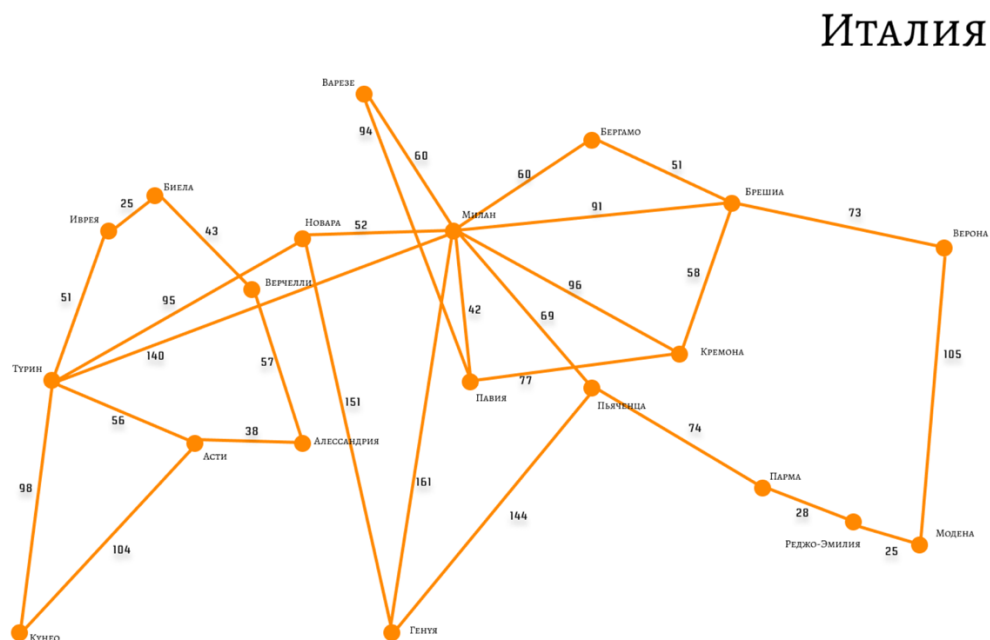 Италия
Варезе
94
60
Бергамо
60
51
Биела
Брешиа
25
Иврея
Новара
52
Милан
91
73
Верона
43
Верчелли
51
95
42
69
96
58
140
57
Турин
77
Кремона
105
Павия
151
Пьяченца
56
38
Алессандрия
Асти
74
98
161
Парма
144
28
104
Реджо-Эмилия
25
Модена
Кунео
Генуя